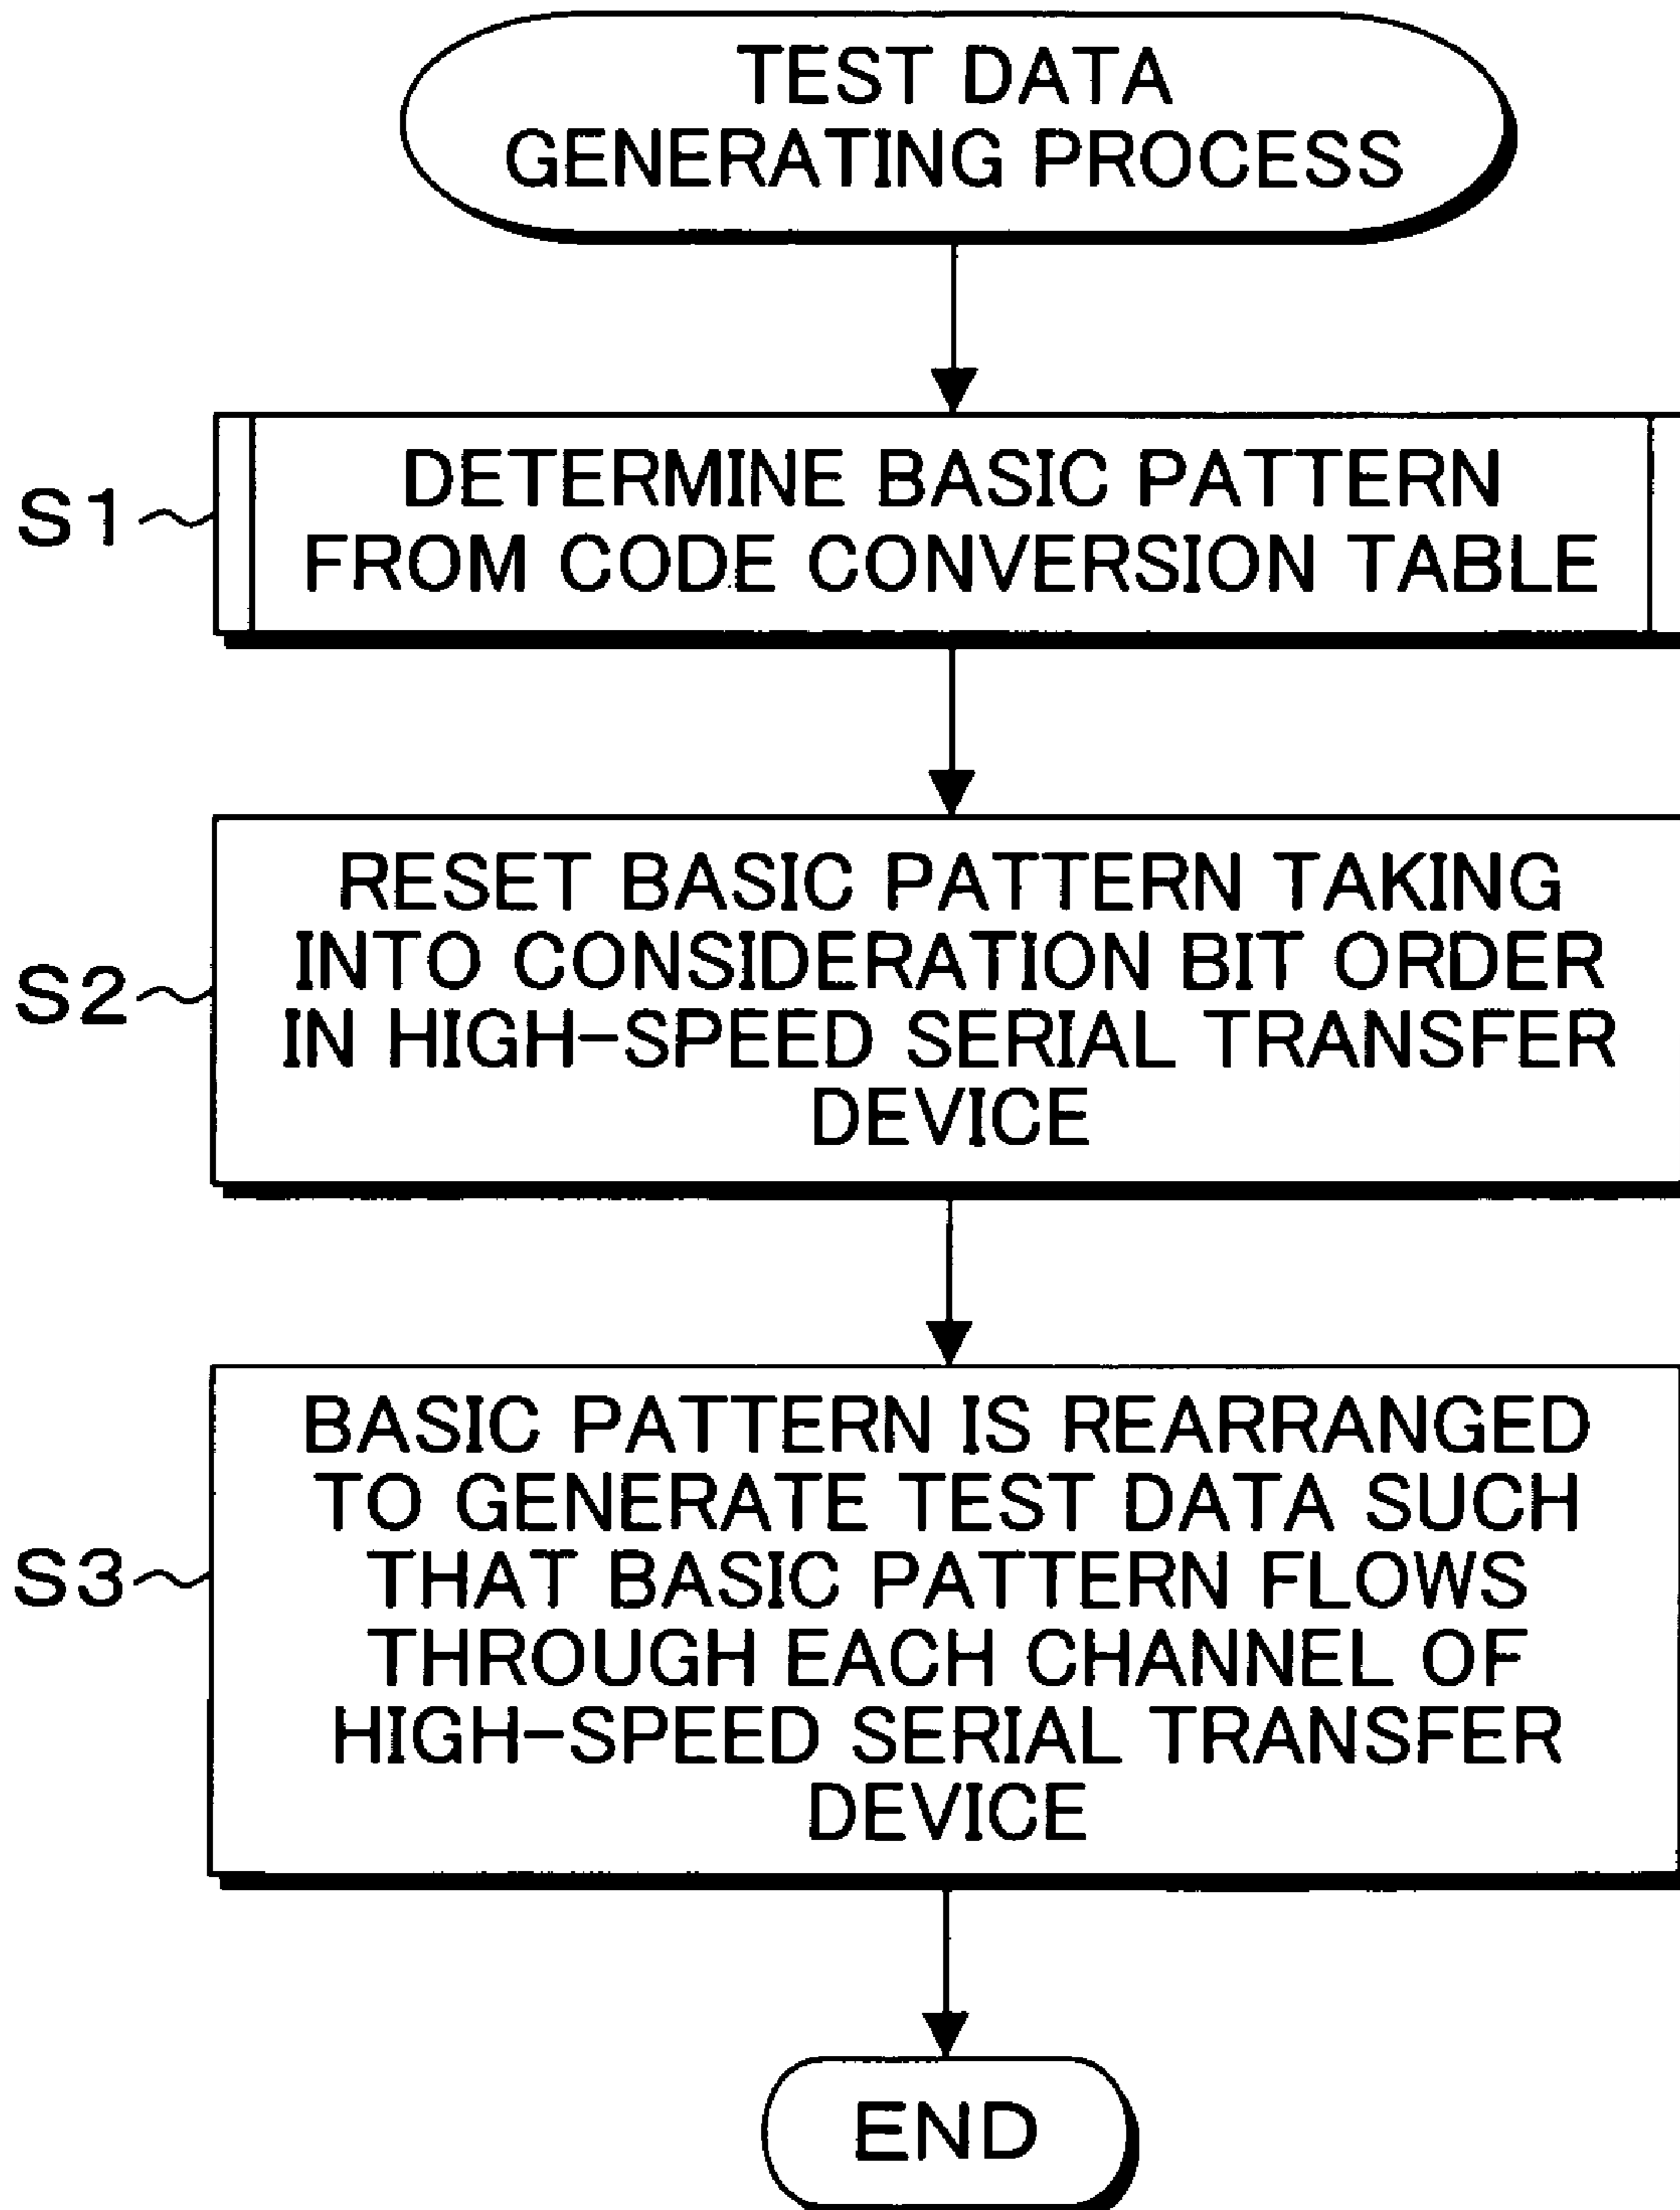 TEST DATA
GENERATING PROCESS
S1
DETERMINE BASIC PATTERN
FROM CODE CONVERSION TABLE
S2
RESET BASIC PATTERN TAKING
INTO CONSIDERATION BIT ORDER
IN HIGH-SPEED SERIAL TRANSFER
DEVICE
S3
BASIC PATTERN IS REARRANGED
TO GENERATE TEST DATA SUCH
THAT BASIC PATTERN FLOWS
THROUGH EACH CHANNEL OF
HIGH-SPEED SERIAL TRANSFER
DEVICE
END